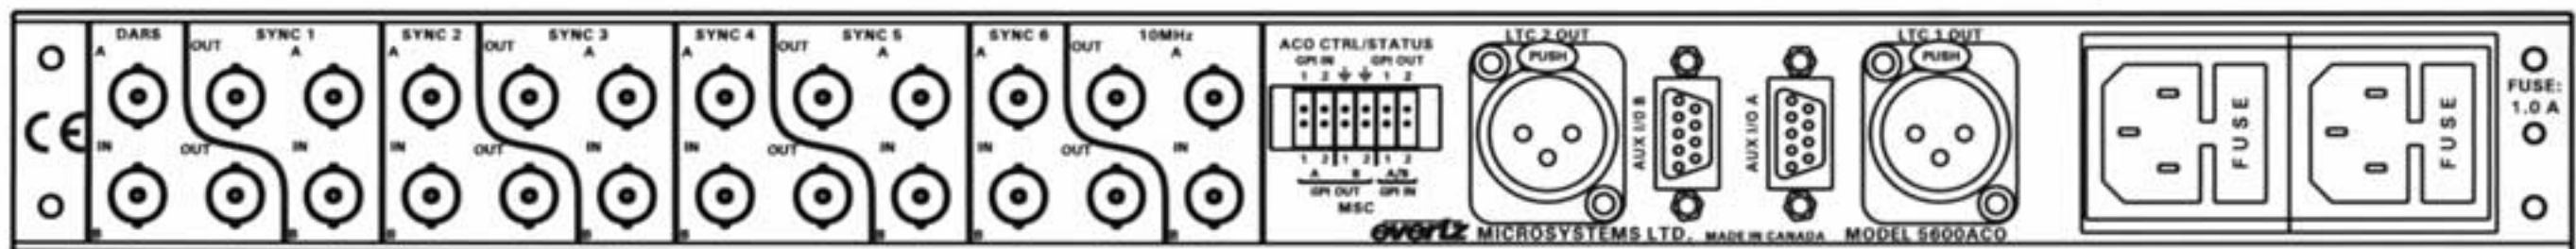 DARS SYNC 1 SYNC 2 SYNC 3 SYNC 4 SYNC 5 SYNC 6 10MHz
A OUT A A OUT A A OUT A A OUT A
CE
IN OUT IN IN OUT IN IN OUT IN IN OUT IN
B B B B B B B B
ACO CTRL/STATUS
GPI IN GPI OUT
1 2 1 2
1 2 1 2 1 2
A B A/B
GPI OUT GPI IN
MSC
LTC 2 OUT
PUSH
AUX I/O B
AUX I/O A
LTC 1 OUT
PUSH
evertz MICROSYSTEMS LTD. MADE IN CANADA MODEL 5600ACO
FUSE
FUSE
FUSE:
1.0 A